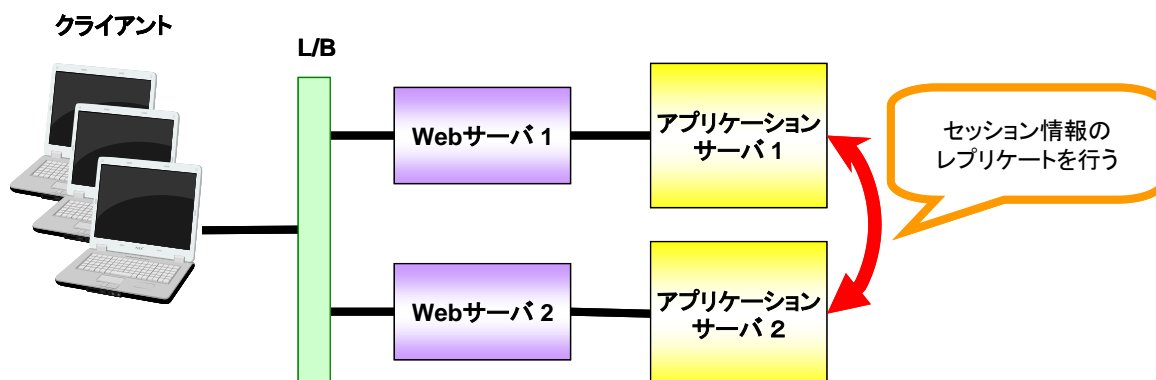 クライアント
L/B
Webサーバ 1
アプリケーション
サーバ 1
セッション情報の
レプリケートを行う
Webサーバ 2
アプリケーション
サーバ ２